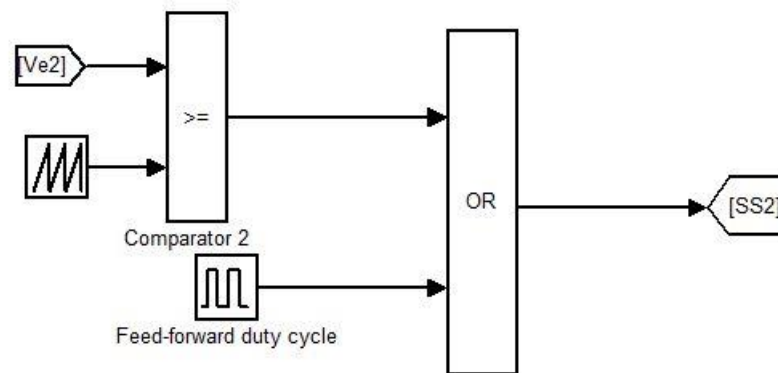 [Ve2]
>=
OR
[SS2]
Comparator 2
Feed-forward duty cycle